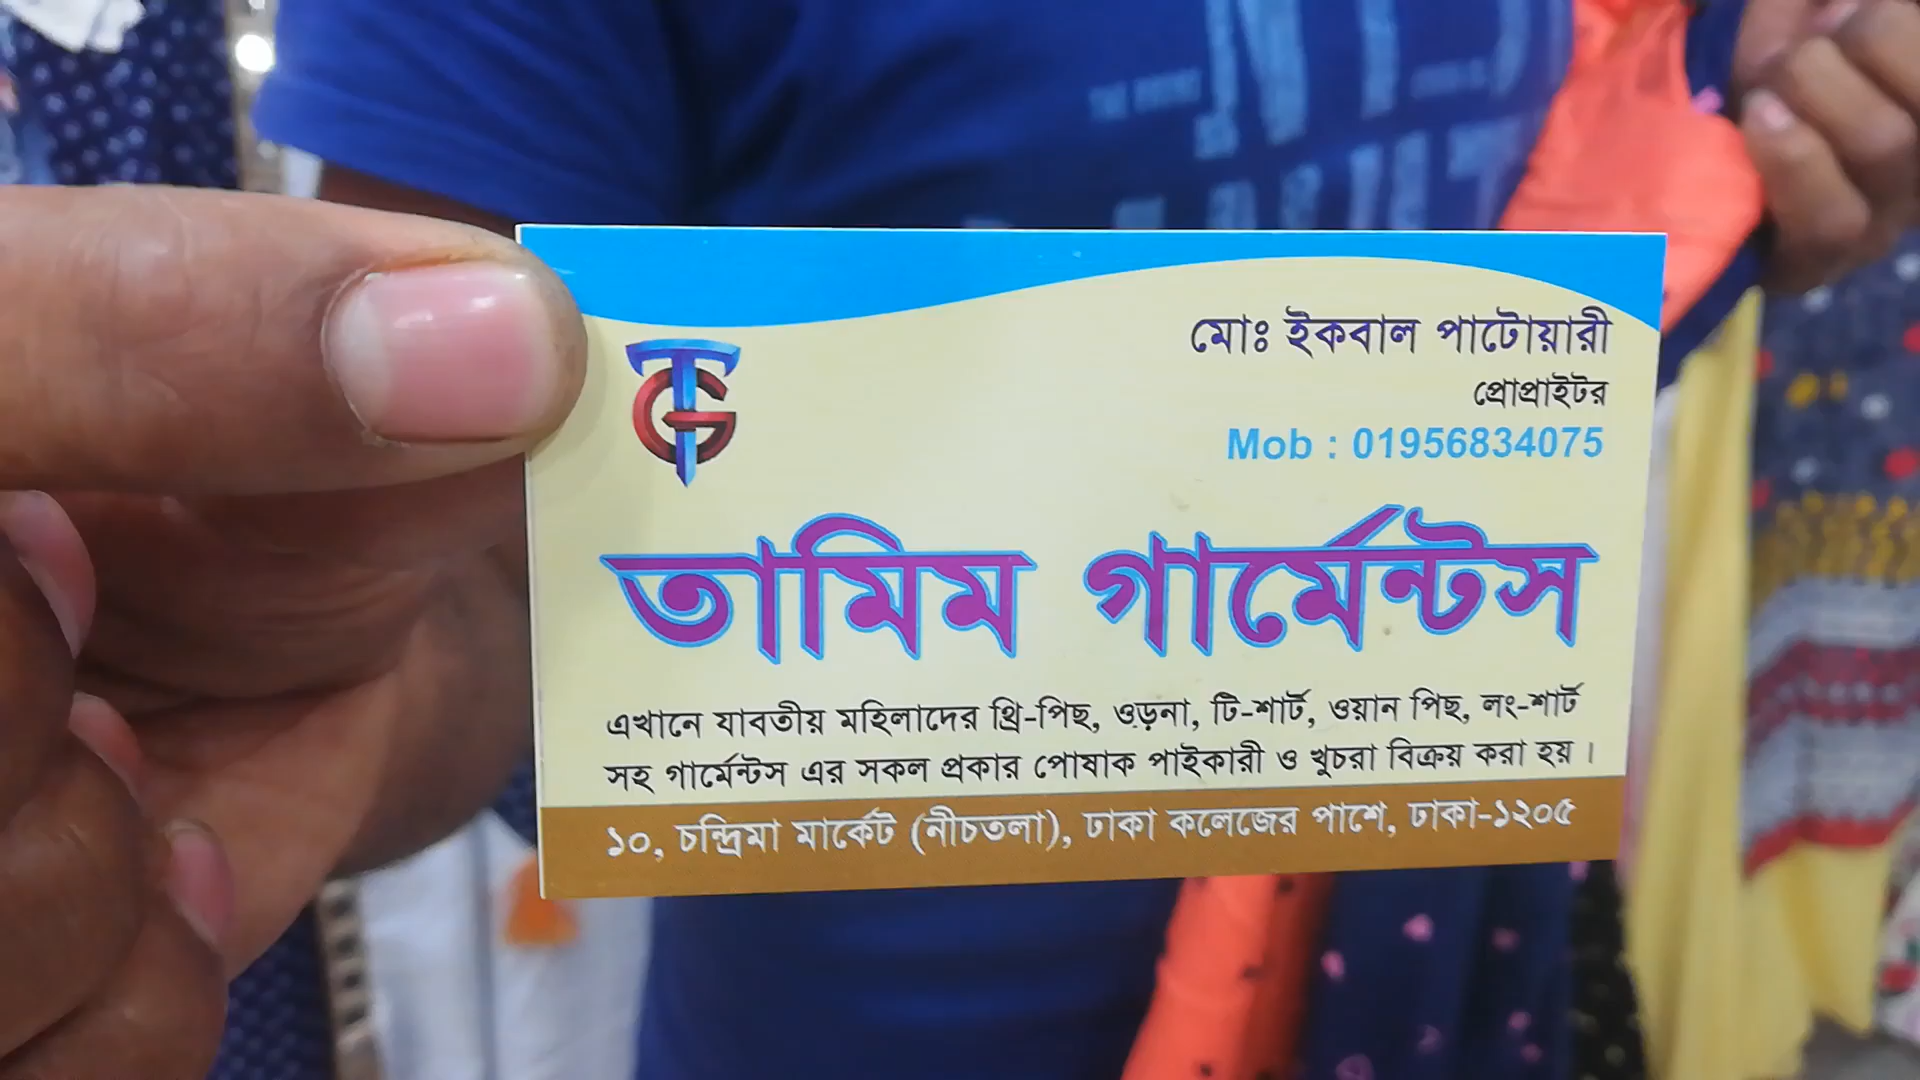 মোঃ ইকবাল পাটোয়ারী
প্রোপ্রাইটর
Mob : 01956834075
TG
তামিম গার্মেন্টস
এখানে যাবতীয় মহিলাদের থ্রি-পিছ, ওড়না, টি-শার্ট, ওয়ান পিছ, লং-শার্ট
সহ গার্মেন্টস এর সকল প্রকার পোষাক পাইকারী ও খুচরা বিক্রয় করা হয় ।
১০, চন্দ্রিমা মার্কেট (নীচতলা), ঢাকা কলেজের পাশে, ঢাকা-১২০৫